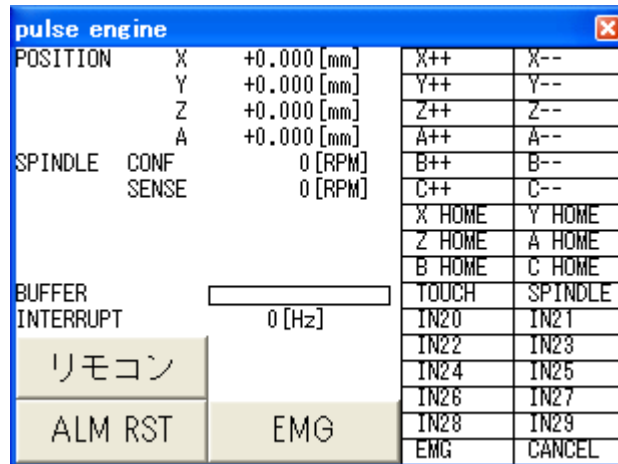 pulse engine
POSITION X +0.000[mm]
Y +0.000[mm]
Z +0.000[mm]
A +0.000[mm]
SPINDLE CONF 0[RPM]
SENSE 0[RPM]
BUFFER
INTERRUPT 0[Hz]
リモコン
ALM RST EMG
X++ X--
Y++ Y--
Z++ Z--
A++ A--
B++ B--
C++ C--
X HOME Y HOME
Z HOME A HOME
B HOME C HOME
TOUCH SPINDLE
IN20 IN21
IN22 IN23
IN24 IN25
IN26 IN27
IN28 IN29
EMG CANCEL